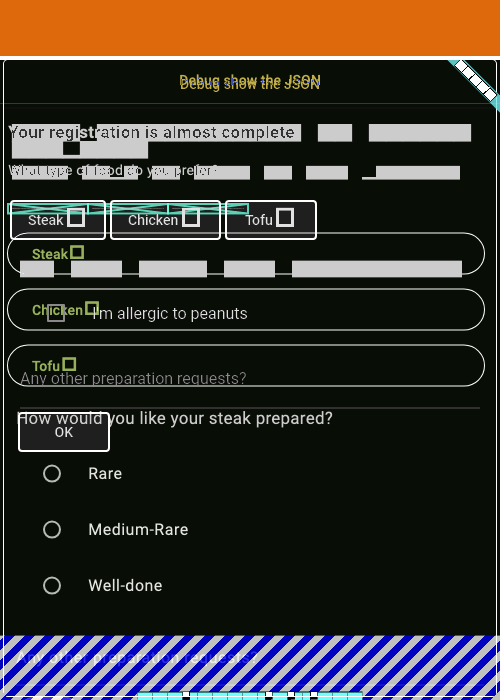 Debug show the JSON
Debug show the JSON
Your registration is almost complete
What type of food do you prefer?
Steak Chicken Tofu
Steak
Chicken
I'm allergic to peanuts
Tofu
Any other preparation requests?
How would you like your steak prepared?
OK
Rare
Medium-Rare
Well-done
Any other preparation requests?